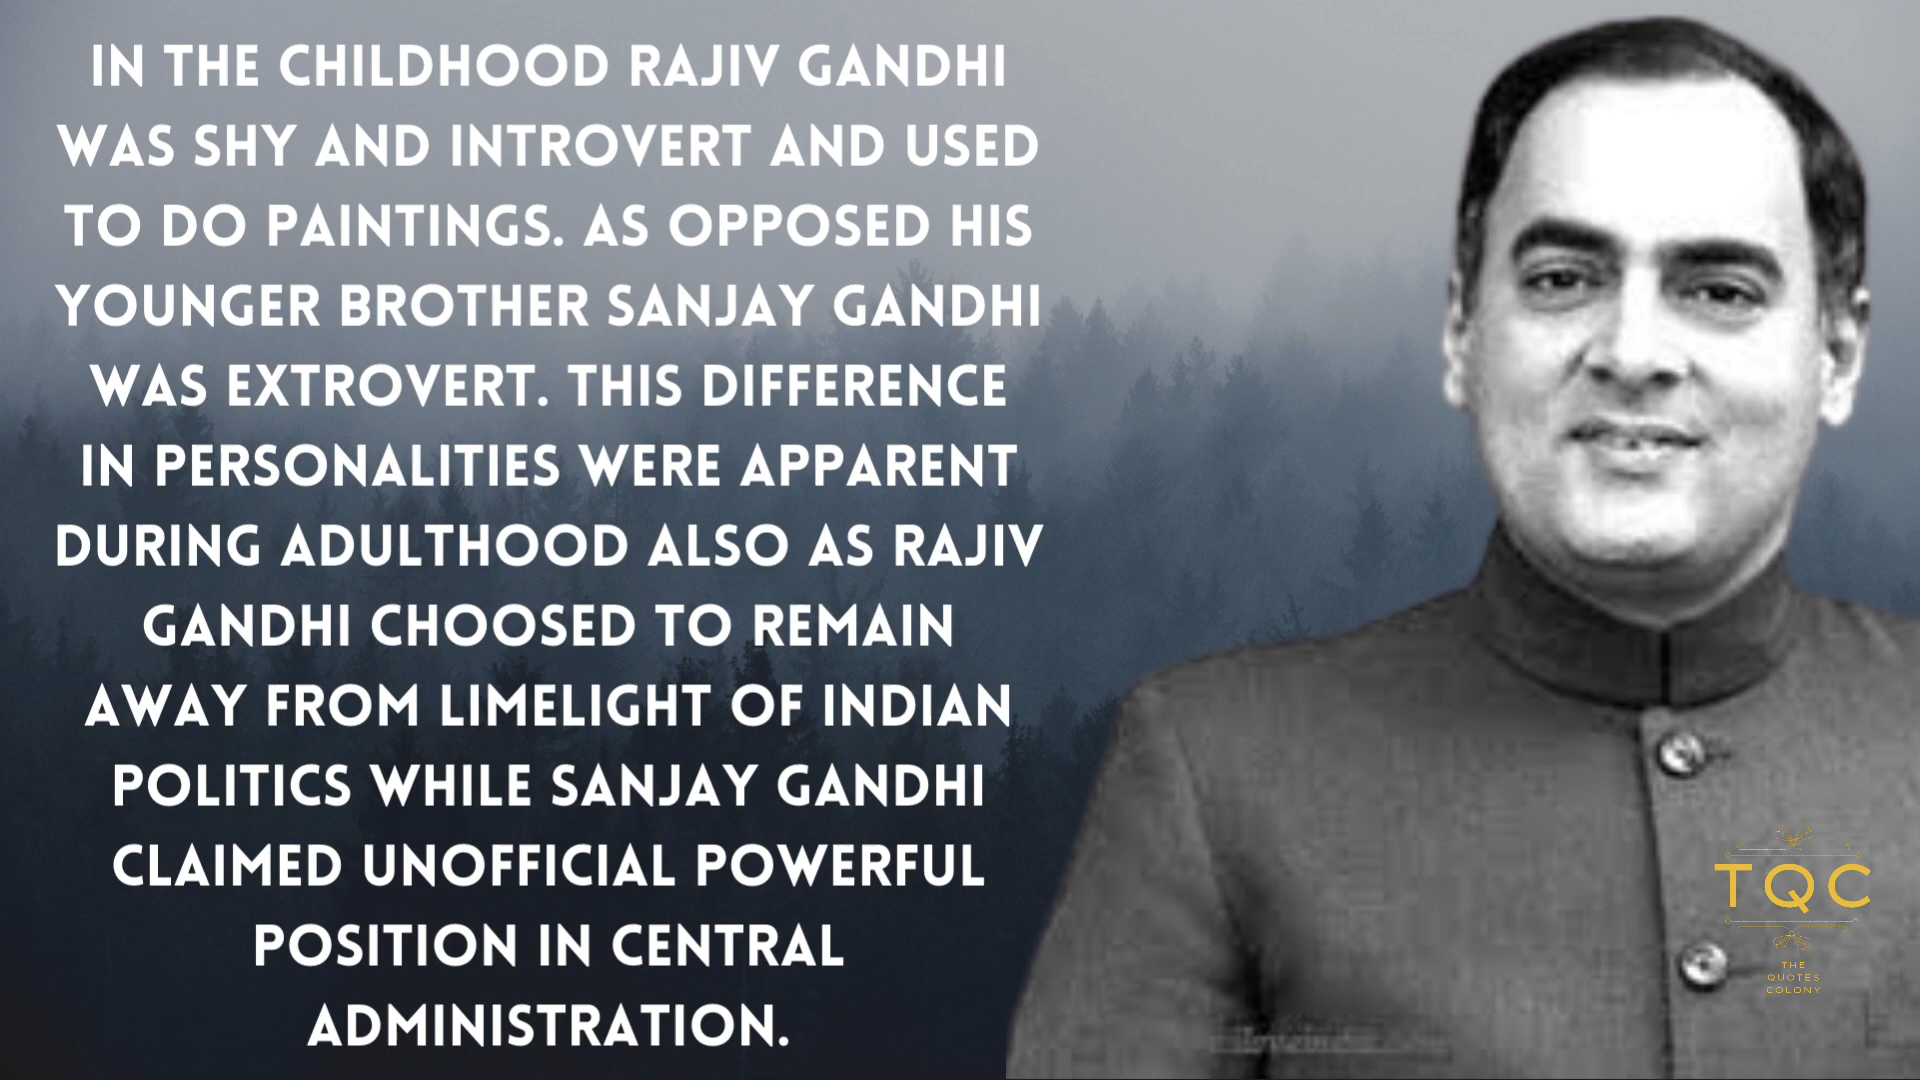 IN THE CHILDHOOD RAJIV GANDHI
WAS SHY AND INTROVERT AND USED
TO DO PAINTINGS. AS OPPOSED HIS
YOUNGER BROTHER SANJAY GANDHI
WAS EXTROVERT. THIS DIFFERENCE
IN PERSONALITIES WERE APPARENT
DURING ADULTHOOD ALSO AS RAJIV
GANDHI CHOOSED TO REMAIN
AWAY FROM LIMELIGHT OF INDIAN
POLITICS WHILE SANJAY GANDHI
CLAIMED UNOFFICIAL POWERFUL
POSITION IN CENTRAL
ADMINISTRATION.
TQC
THE
QUOTES
COLONY